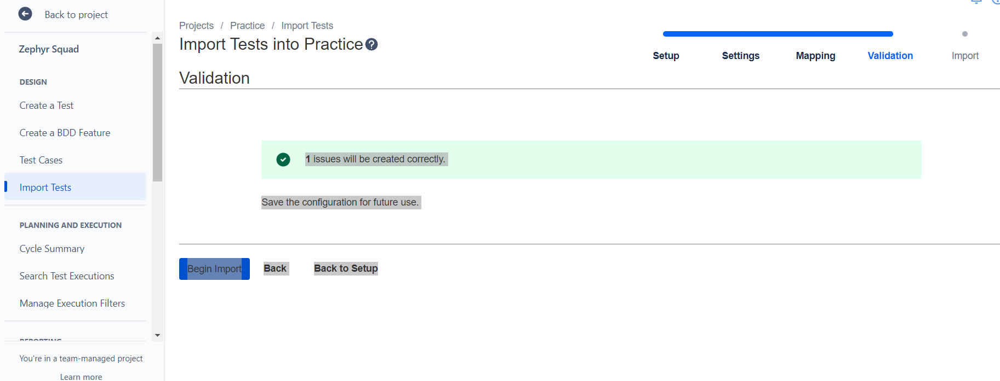 Back to project
Zephyr Squad
DESIGN
Create a Test
Create a BDD Feature
Test Cases
Import Tests
PLANNING AND EXECUTION
Cycle Summary
Search Test Executions
Manage Execution Filters
REPORTING
You're in a team-managed project
Learn more
Projects / Practice / Import Tests
Import Tests into Practice ?
Setup Settings Mapping Validation Import
Validation
1 issues will be created correctly.
Save the configuration for future use.
Begin Import Back Back to Setup